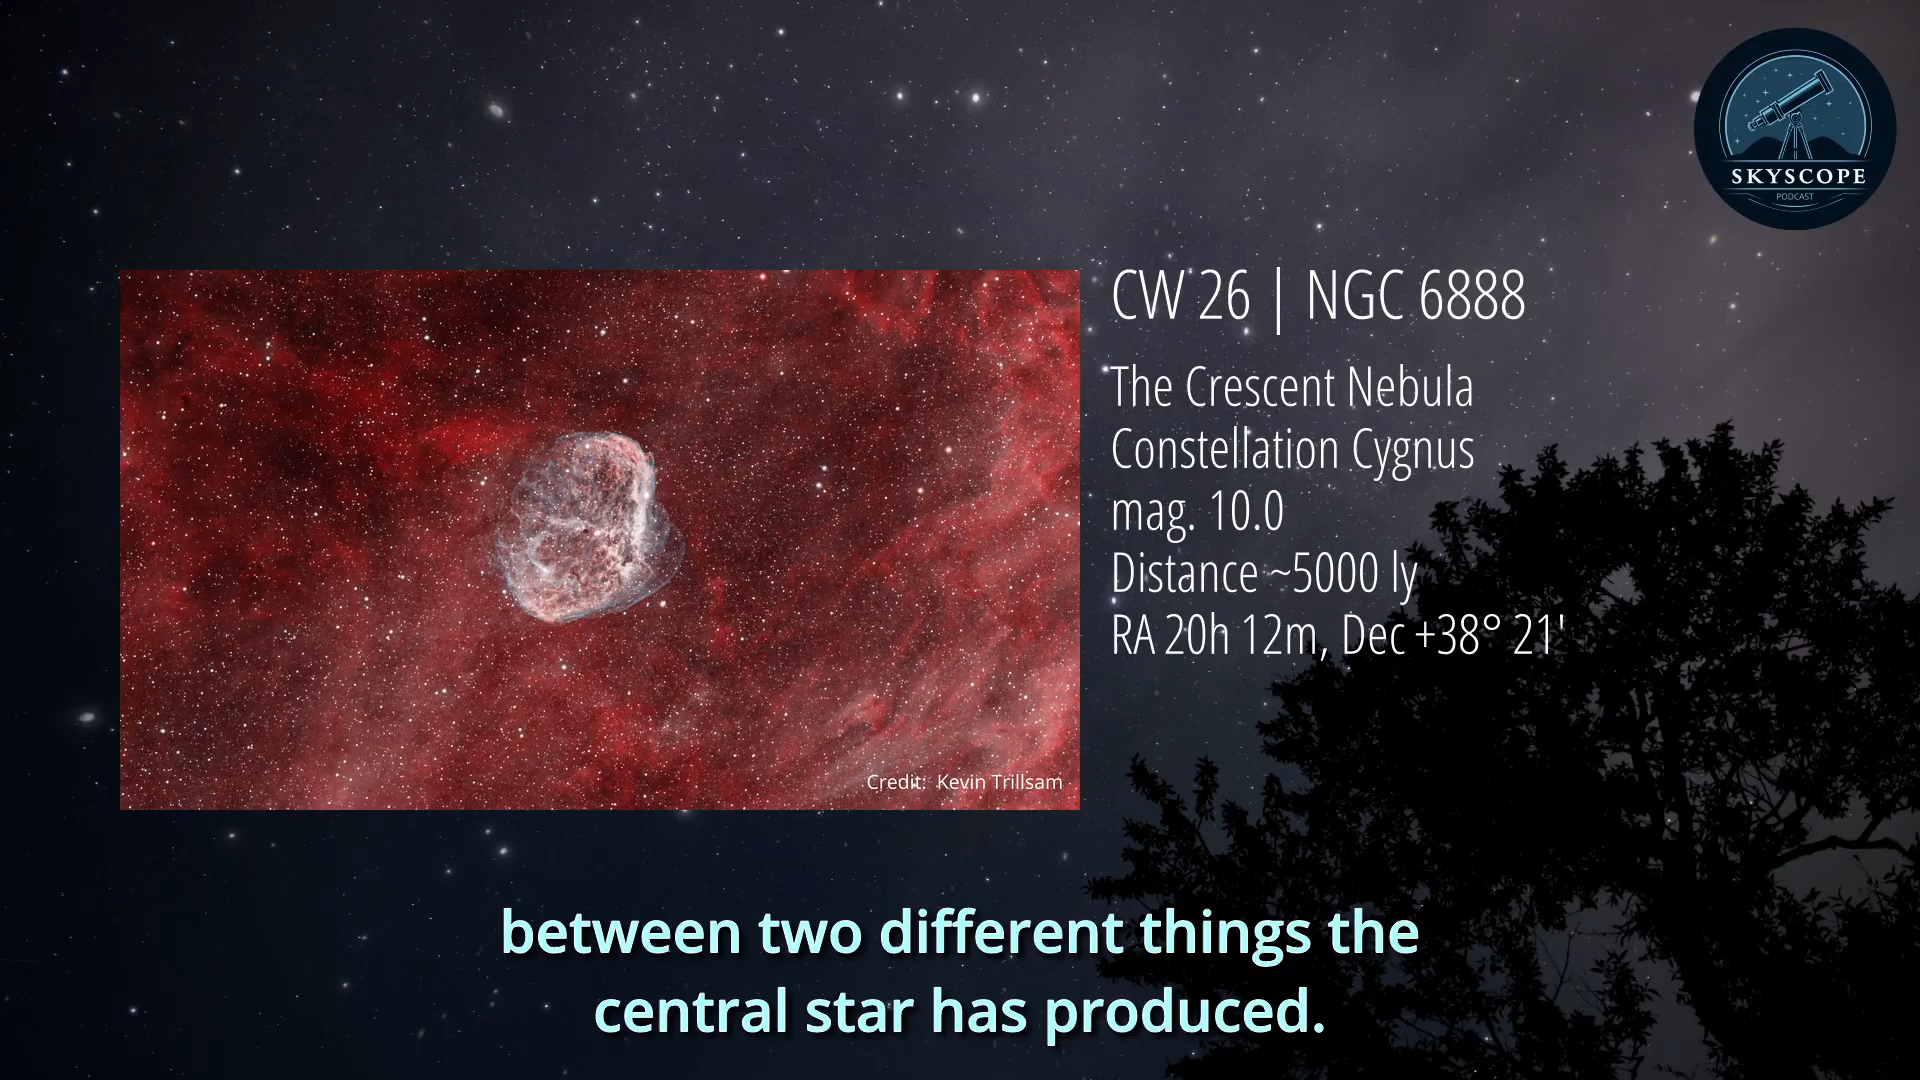 SKYSCOPE
PODCAST
CW 26 | NGC 6888
The Crescent Nebula
Constellation Cygnus
mag. 10.0
Distance ~5000 ly
RA 20h 12m, Dec +38° 21'
Credit: Kevin Trillsam
between two different things the
central star has produced.